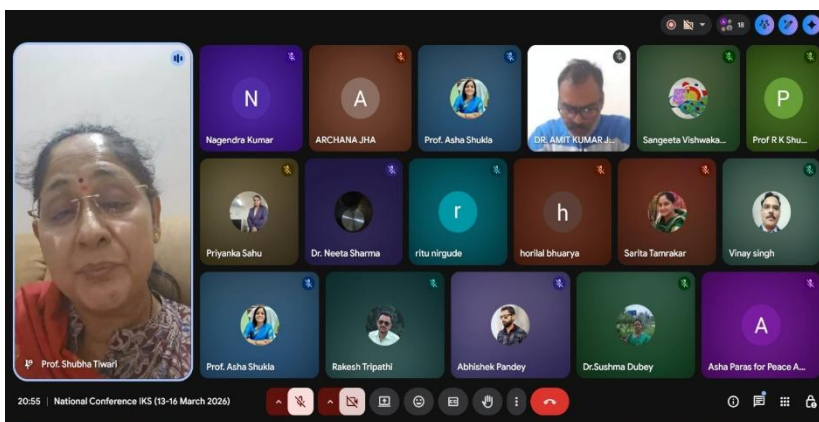 18
N
Nagendra Kumar
A
ARCHANA JHA
Prof. Asha Shukla
DR. AMIT KUMAR J...
Sangeeta Vishwaka...
P
Prof R K Shu...
Priyanka Sahu
Dr. Neeta Sharma
r
ritu nirgude
h
horilal bhuarya
Sarita Tamrakar
Vinay singh
Prof. Shubha Tiwari
Prof. Asha Shukla
Rakesh Tripathi
Abhishek Pandey
Dr.Sushma Dubey
A
Asha Paras for Peace A...
20:55 | National Conference IKS (13-16 March 2026)